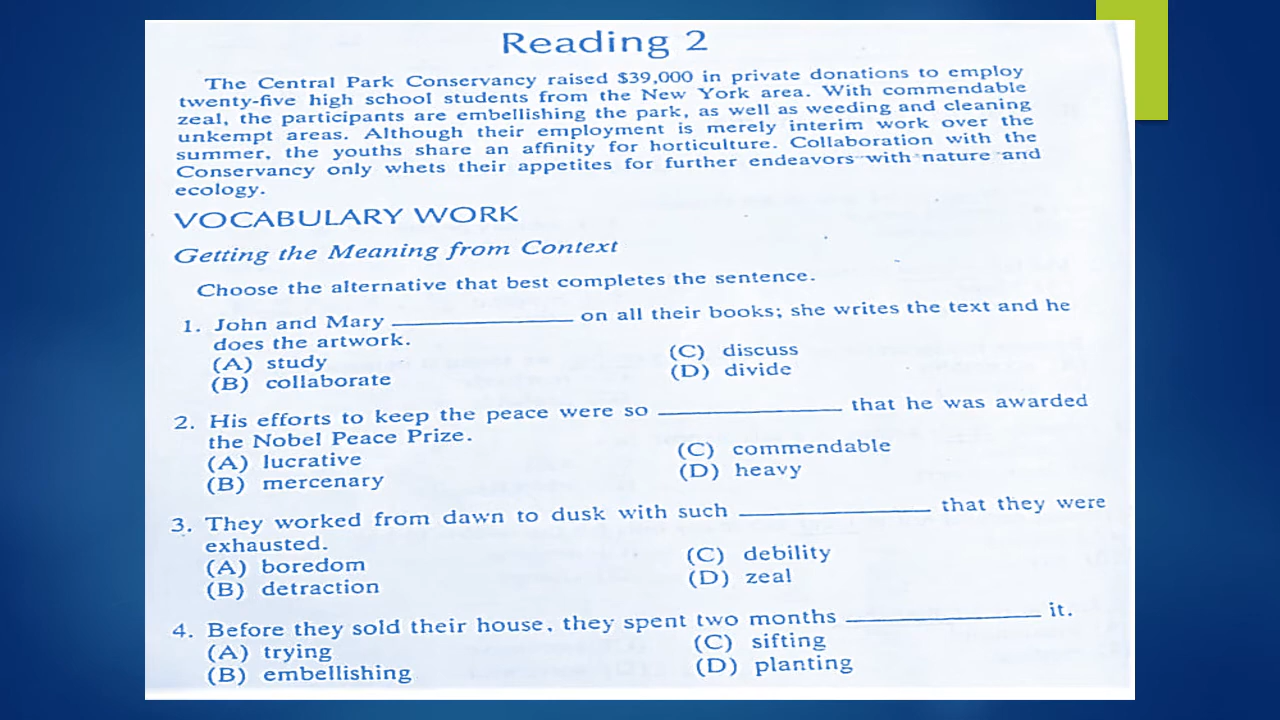 Reading 2
The Central Park Conservancy raised $39,000 in private donations to employ
twenty-five high school students from the New York area. With commendable
zeal, the participants are embellishing the park, as well as weeding and cleaning
unkempt areas. Although their employment is merely interim work over the
summer, the youths share an affinity for horticulture. Collaboration with the
Conservancy only whets their appetites for further endeavors with nature and
ecology.
VOCABULARY WORK
Getting the Meaning from Context
Choose the alternative that best completes the sentence.
1. John and Mary ____________ on all their books; she writes the text and he
does the artwork.
(A) study
(B) collaborate
(C) discuss
(D) divide
2. His efforts to keep the peace were so ____________ that he was awarded
the Nobel Peace Prize.
(A) lucrative
(B) mercenary
(C) commendable
(D) heavy
3. They worked from dawn to dusk with such ____________ that they were
exhausted.
(A) boredom
(B) detraction
(C) debility
(D) zeal
4. Before they sold their house, they spent two months ____________ it.
(A) trying
(B) embellishing
(C) sifting
(D) planting